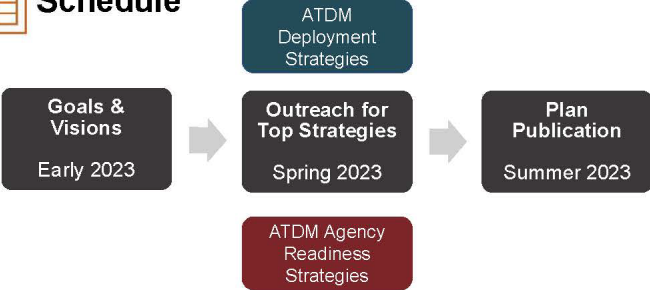 Schedule
ATDM
Deployment
Strategies
Goals &
Visions
Early 2023
Outreach for
Top Strategies
Spring 2023
Plan
Publication
Summer 2023
ATDM Agency
Readiness
Strategies